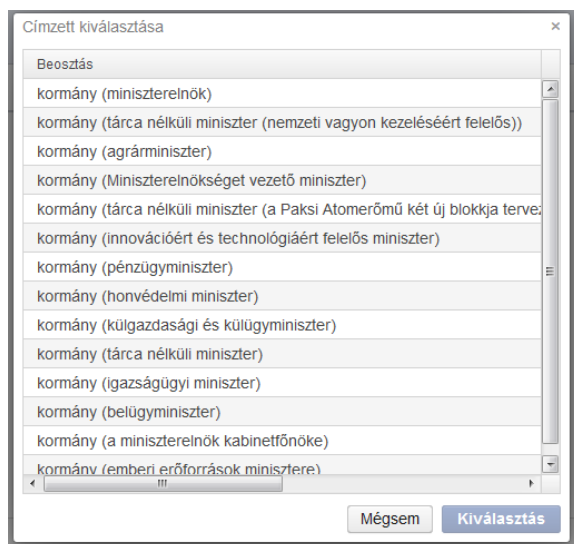 Címzett kiválasztása
×
Beosztás
kormány (miniszterelnök)
kormány (tárca nélküli miniszter (nemzeti vagyon kezeléséért felelős))
kormány (agrárminiszter)
kormány (Miniszterelnökséget vezető miniszter)
kormány (tárca nélküli miniszter (a Paksi Atomerőmű két új blokkja tervez
kormány (innovációért és technológiáért felelős miniszter)
kormány (pénzügyminiszter)
kormány (honvédelmi miniszter)
kormány (külgazdasági és külügyminiszter)
kormány (tárca nélküli miniszter)
kormány (igazságügyi miniszter)
kormány (belügyminiszter)
kormány (a miniszterelnök kabinetfőnöke)
kormány (emberi erőforrások minisztere)
Mégsem Kiválasztás